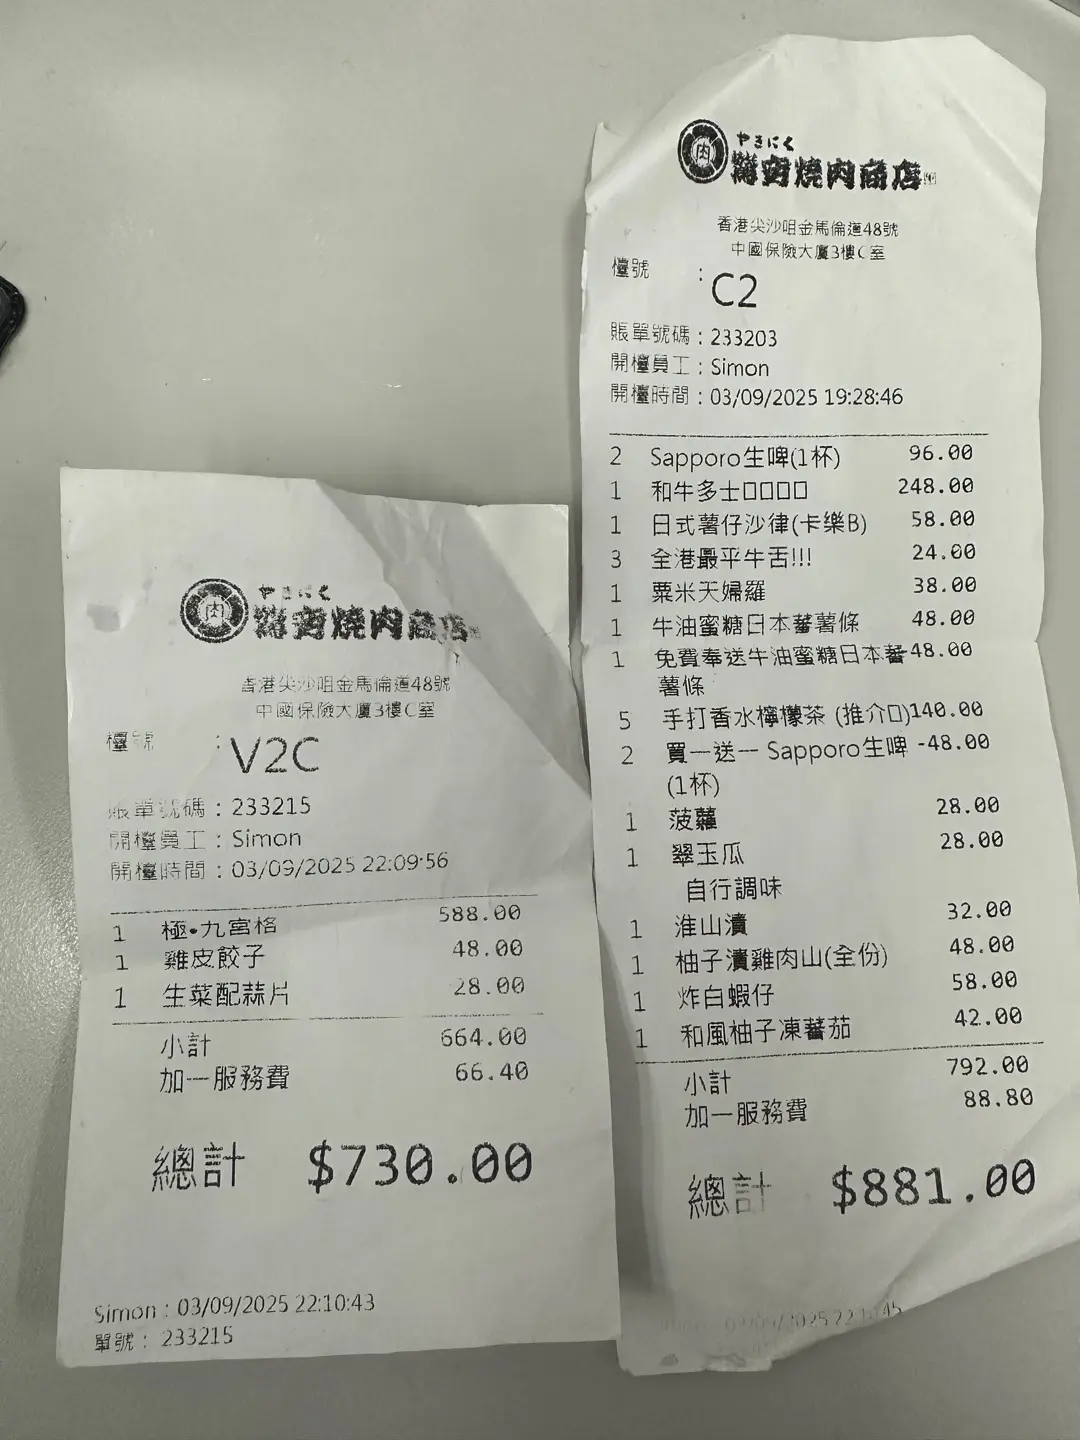 肉
やきにく
燒肉商店
香港尖沙咀金馬倫道48號
中國保險大廈3樓C室
檯號 : V2C
賬單號碼 : 233215
開檯員工 : Simon
開檯時間 : 03/09/2025 22:09:56
1 極•九宮格 588.00
1 雞皮餃子 48.00
1 生菜配蒜片 28.00
小計 664.00
加一服務費 66.40
總計 $730.00
Simon : 03/09/2025 22:10:43
單號 : 233215
肉
やきにく
燒肉商店
香港尖沙咀金馬倫道48號
中國保險大廈3樓C室
檯號 : C2
賬單號碼 : 233203
開檯員工 : Simon
開檯時間 : 03/09/2025 19:28:46
2 Sapporo生啤(1杯) 96.00
1 和牛多士□□□□ 248.00
1 日式薯仔沙律(卡樂B) 58.00
3 全港最平牛舌!!! 24.00
1 粟米天婦羅 38.00
1 牛油蜜糖日本蕃薯條 48.00
1 免費奉送牛油蜜糖日本蕃 -48.00
薯條
5 手打香水檸檬茶 (推介□) 140.00
2 買一送一 Sapporo生啤 -48.00
(1杯)
1 菠蘿 28.00
1 翠玉瓜 28.00
自行調味
1 淮山漬 32.00
1 柚子漬雞肉山(全份) 48.00
1 炸白蝦仔 58.00
1 和風柚子凍蕃茄 42.00
小計 792.00
加一服務費 88.80
總計 $881.00